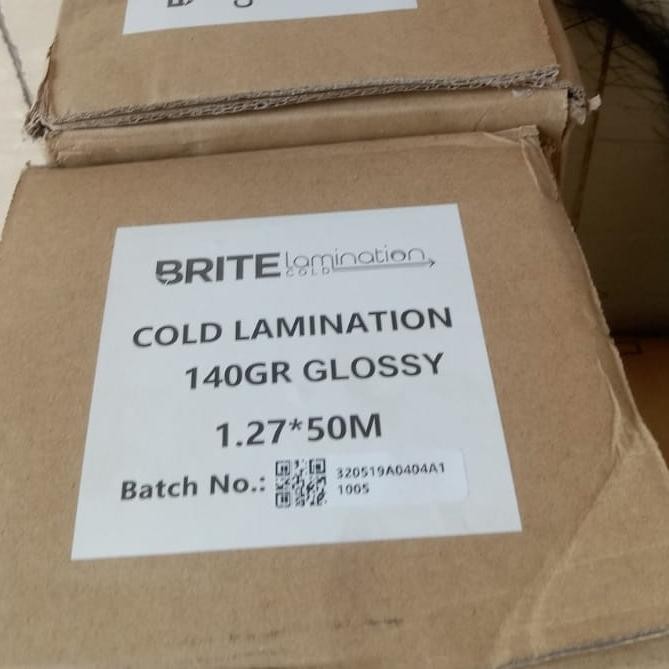 BRITE lamination
COLD
COLD LAMINATION
140GR GLOSSY
1.27*50M
Batch No.: 320519A0404A1
1005